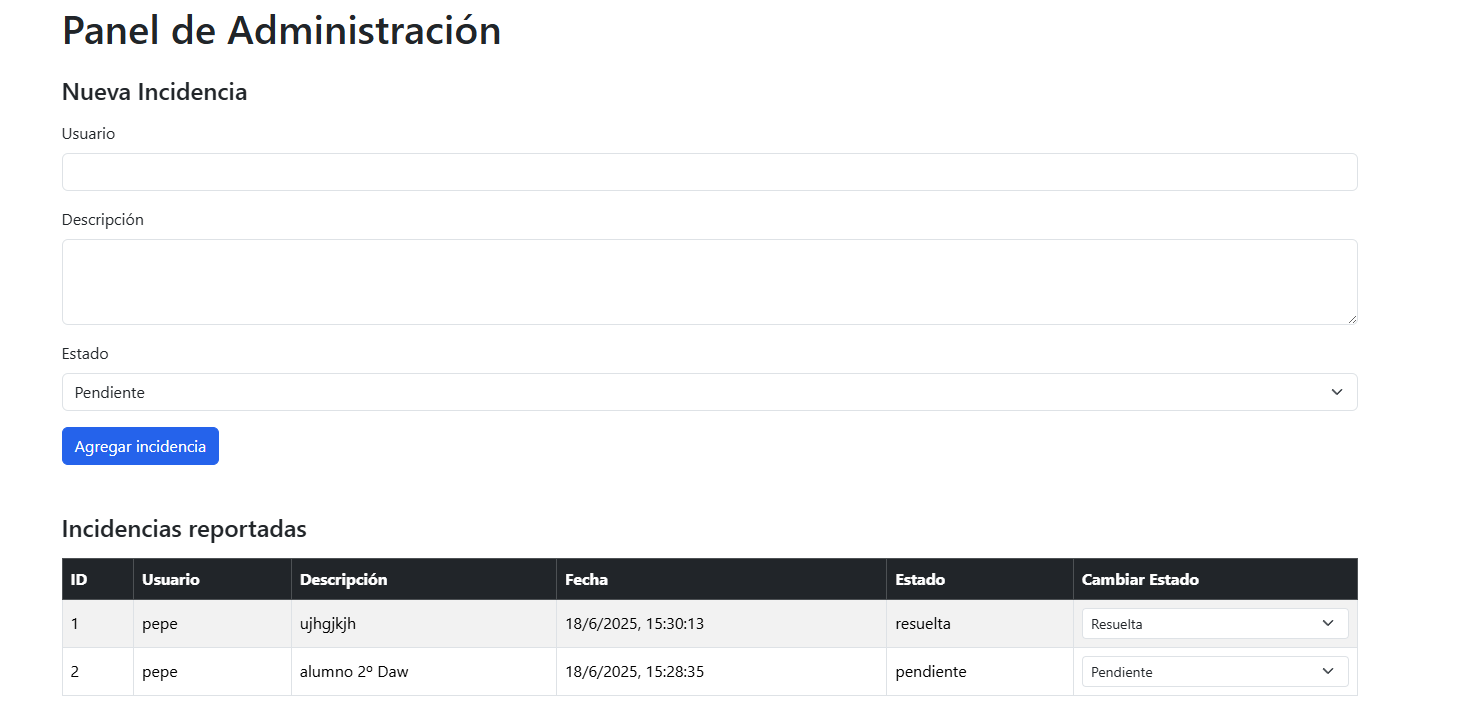 Panel de Administración
Nueva Incidencia
Usuario
Descripción
Estado
Pendiente
Agregar incidencia
Incidencias reportadas
ID Usuario Descripción Fecha Estado Cambiar Estado
1 pepe ujhgjkjh 18/6/2025, 15:30:13 resuelta Resuelta
2 pepe alumno 2º Daw 18/6/2025, 15:28:35 pendiente Pendiente